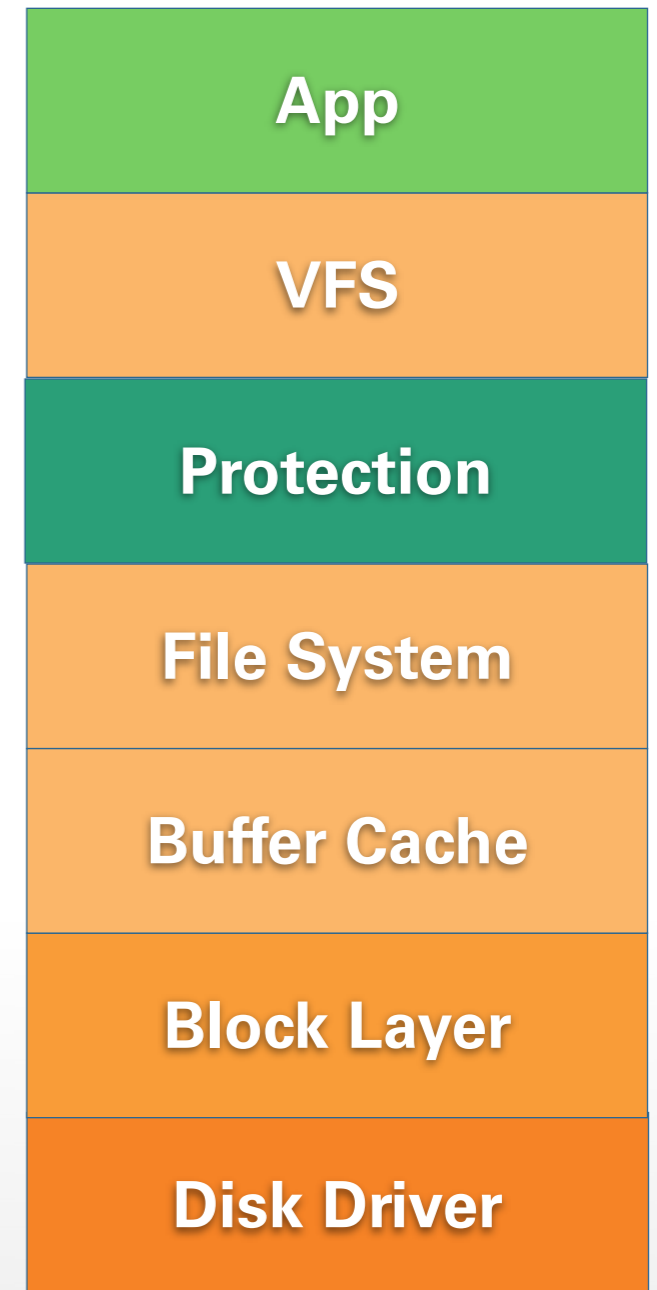 App
VFS
Protection
File System
Buffer Cache
Block Layer
Disk Driver